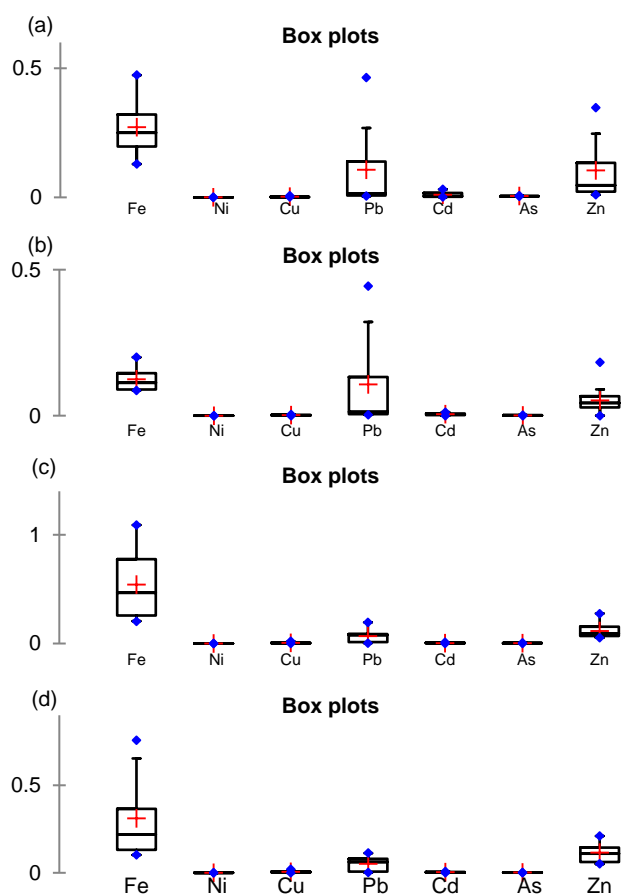 (a)
Box plots
0.5
0
Fe Ni Cu Pb Cd As Zn
(b)
Box plots
0.5
0
Fe Ni Cu Pb Cd As Zn
(c)
Box plots
1
0
Fe Ni Cu Pb Cd As Zn
(d)
Box plots
0.5
0
Fe Ni Cu Pb Cd As Zn